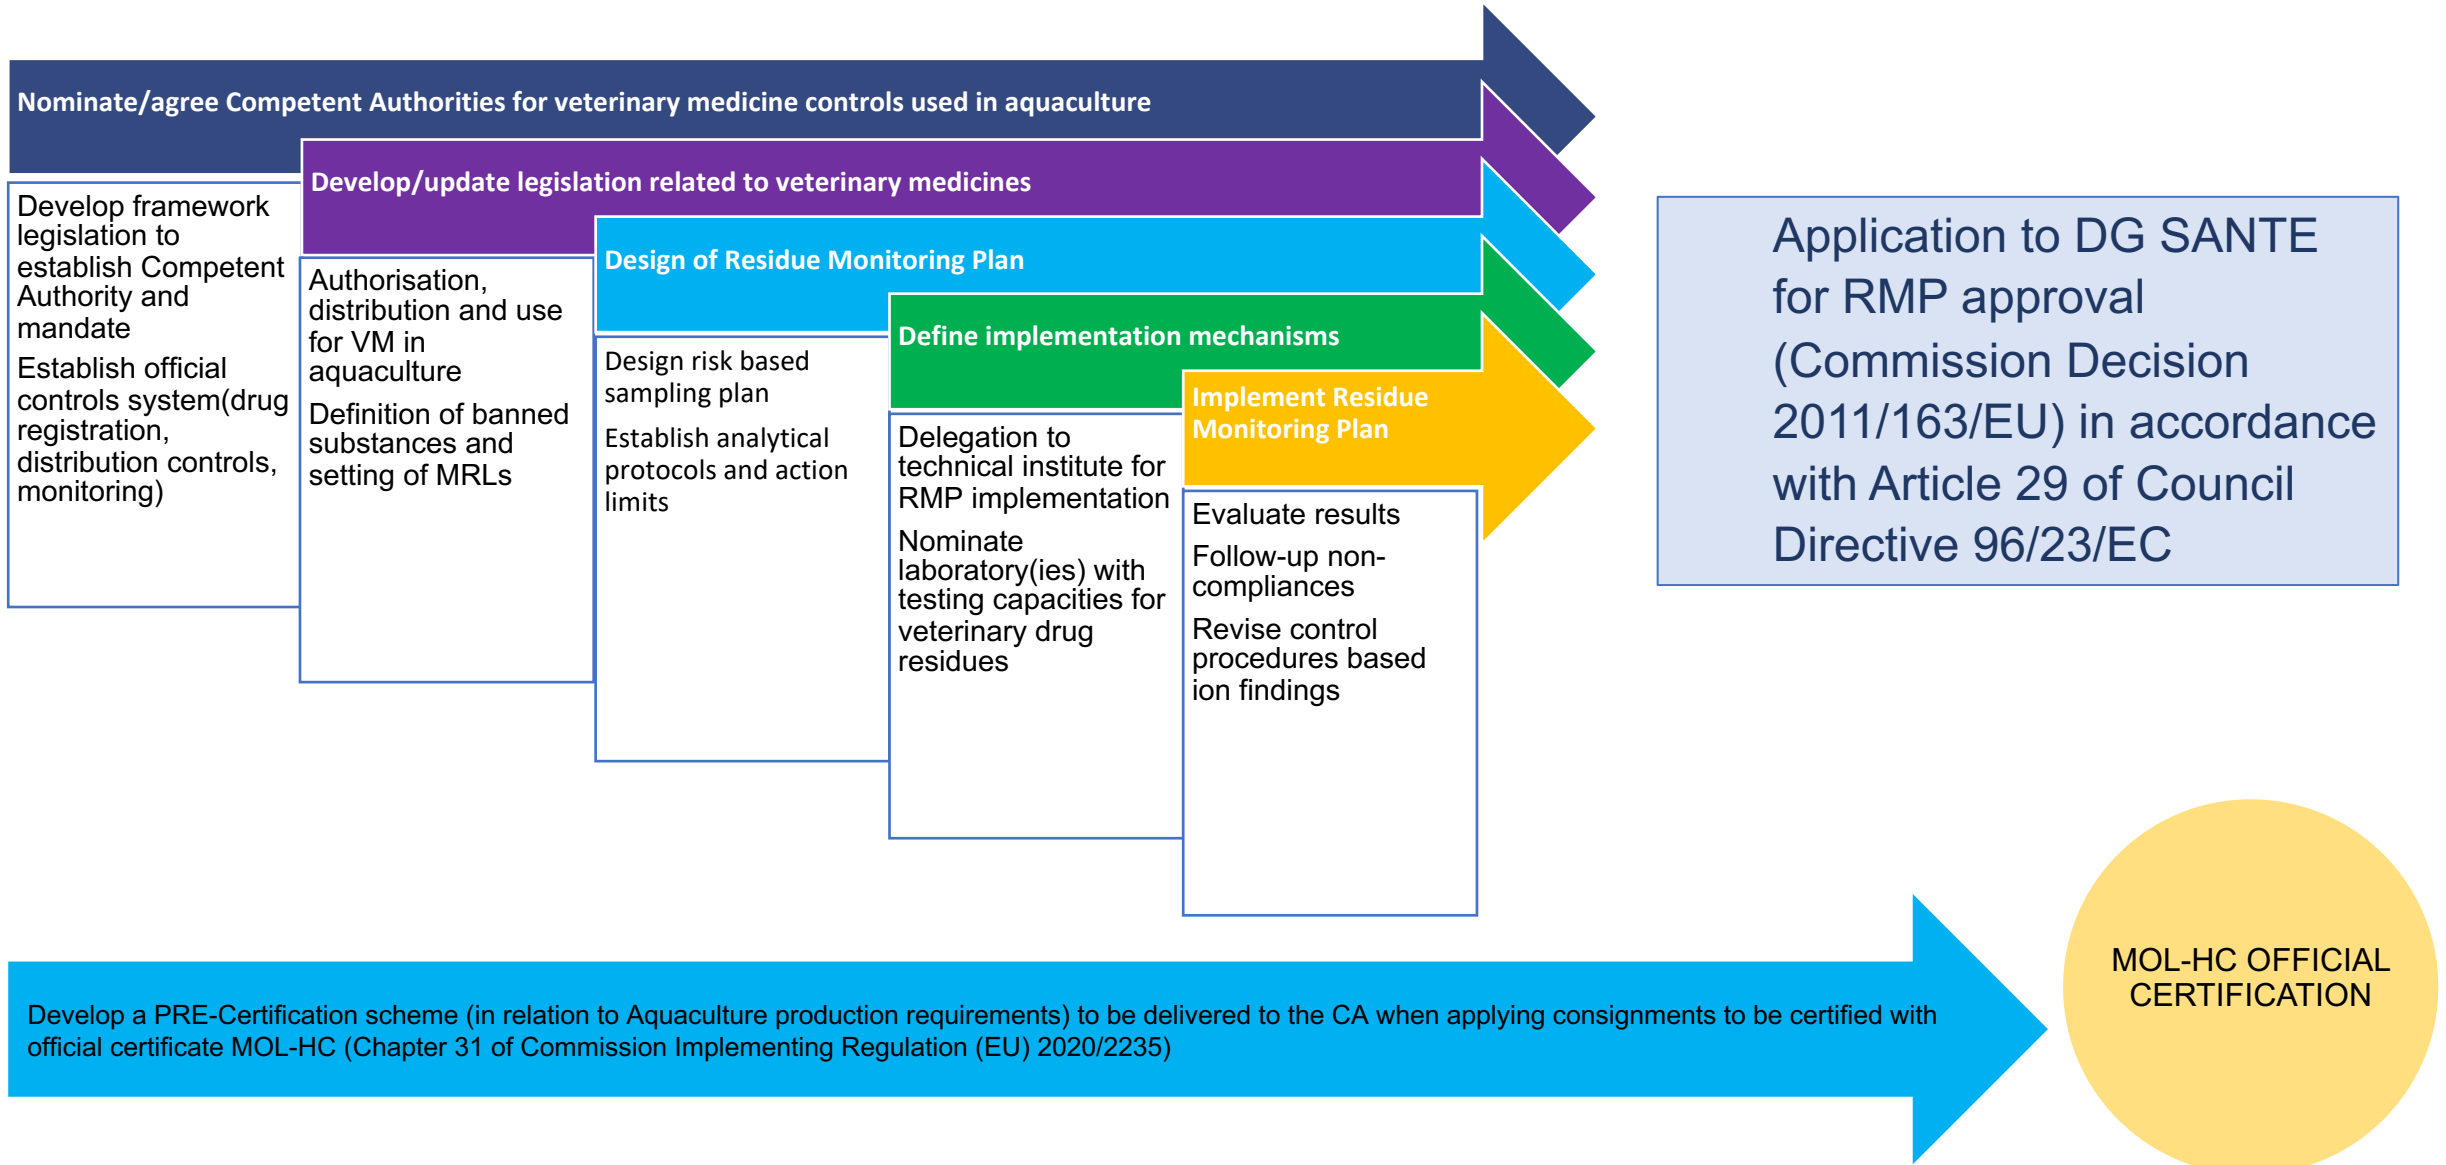 Nominate/agree Competent Authorities for veterinary medicine controls used in aquaculture
Develop framework
legislation to
establish Competent
Authority and
mandate
Establish official
controls system(drug
registration,
distribution controls,
monitoring)
Develop/update legislation related to veterinary medicines
Authorisation,
distribution and use
for VM in
aquaculture
Definition of banned
substances and
setting of MRLs
Design of Residue Monitoring Plan
Design risk based
sampling plan
Establish analytical
protocols and action
limits
Define implementation mechanisms
Delegation to
technical institute for
RMP implementation
Nominate
laboratory(ies) with
testing capacities for
veterinary drug
residues
Implement Residue
Monitoring Plan
Evaluate results
Follow-up non-
compliances
Revise control
procedures based
ion findings
Application to DG SANTE
for RMP approval
(Commission Decision
2011/163/EU) in accordance
with Article 29 of Council
Directive 96/23/EC
Develop a PRE-Certification scheme (in relation to Aquaculture production requirements) to be delivered to the CA when applying consignments to be certified with
official certificate MOL-HC (Chapter 31 of Commission Implementing Regulation (EU) 2020/2235)
MOL-HC OFFICIAL
CERTIFICATION